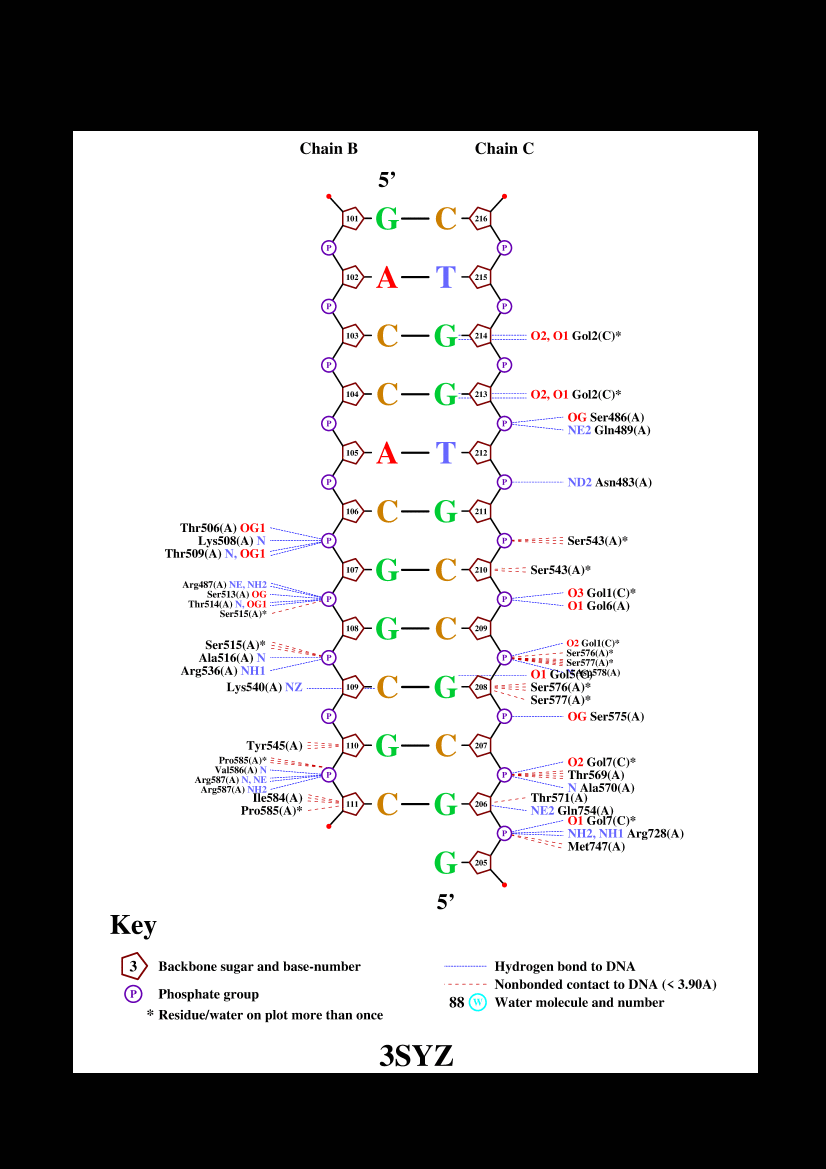 Chain B Chain C
5’
101 G C 216
P P
102 A T 215
P P
103 C G 214 O2, O1 Gol2(C)*
P P
104 C G 213 O2, O1 Gol2(C)*
OG Ser486(A)
P P
NE2 Gln489(A)
105 A T 212
P P ND2 Asn483(A)
106 C G 211
Thr506(A) OG1
Lys508(A) N P P Ser543(A)*
Thr509(A) N, OG1
107 G C 210 Ser543(A)*
Arg487(A) NE, NH2
Ser513(A) OG O3 Gol1(C)*
P P
Thr514(A) N, OG1 O1 Gol6(A)
Ser515(A)*
108 G C 209
Ser515(A)* O2 Gol1(C)*
Ser576(A)*
Ala516(A) N P P
Ser577(A)*
Arg536(A) NH1
O1
Lys540(A) NZ 109 C G 208 Ser576(A)*
Ser577(A)*
P P OG Ser575(A)
Tyr545(A) 110 G C 207
Pro585(A)* O2 Gol7(C)*
Val586(A) N
P P Thr569(A)
Arg587(A) N, NE
Arg587(A) NH2 N Ala570(A)
Ile584(A) Thr571(A)
111 C G 206
Pro585(A)* NE2 Gln754(A)
O1 Gol7(C)*
P NH2, NH1 Arg728(A)
Met747(A)
G 205
5’
Key
3 Backbone sugar and base-number
Hydrogen bond to DNA
Nonbonded contact to DNA (< 3.90A)
P Phosphate group
88 W Water molecule and number
* Residue/water on plot more than once
3SYZ